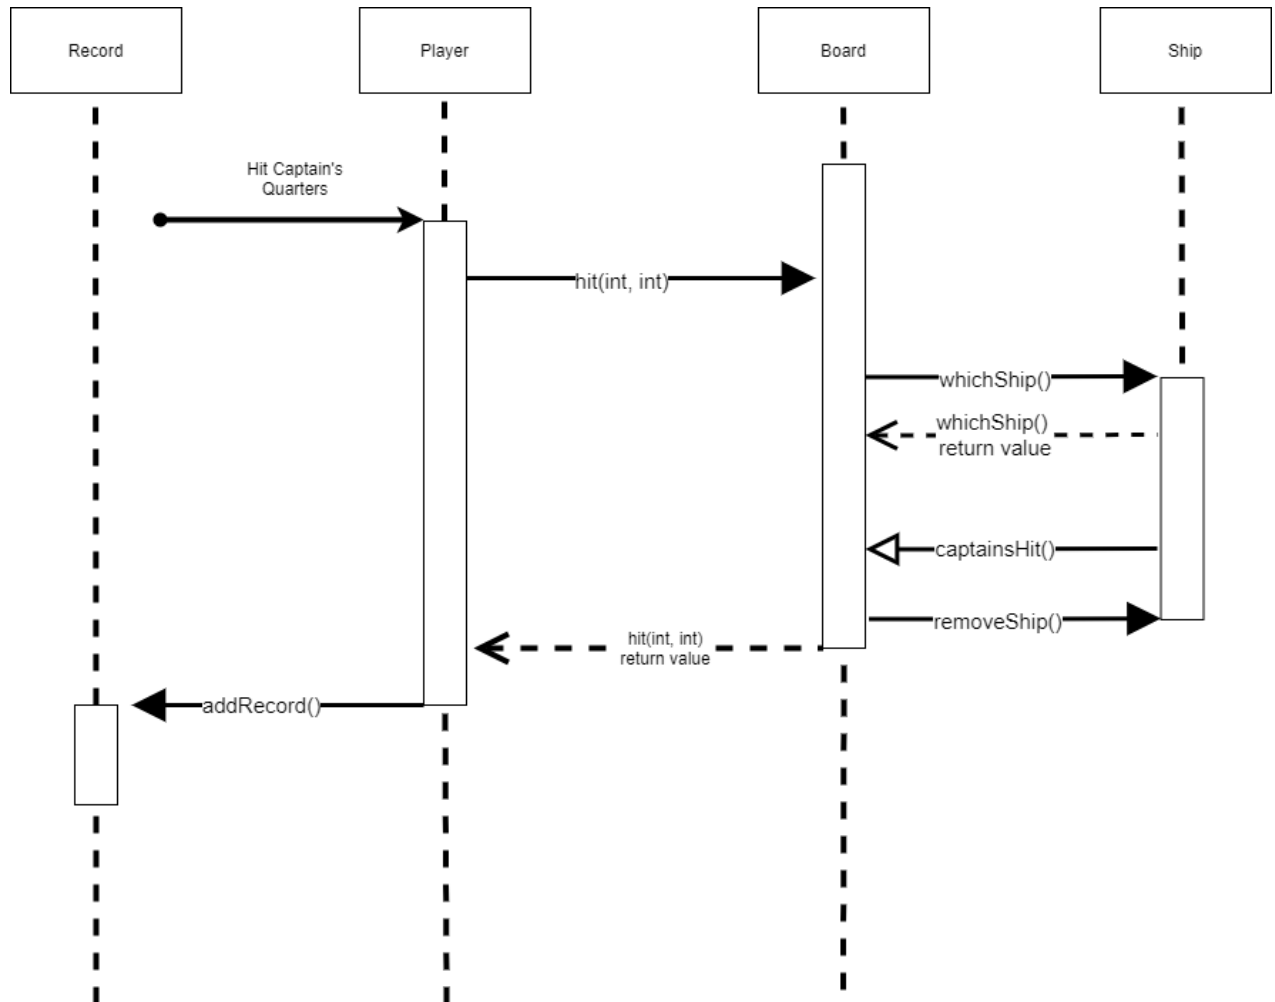 Record
Player
Board
Ship
Hit Captain's
Quarters
hit(int, int)
whichShip()
whichShip()
return value
captainsHit()
removeShip()
hit(int, int)
return value
addRecord()